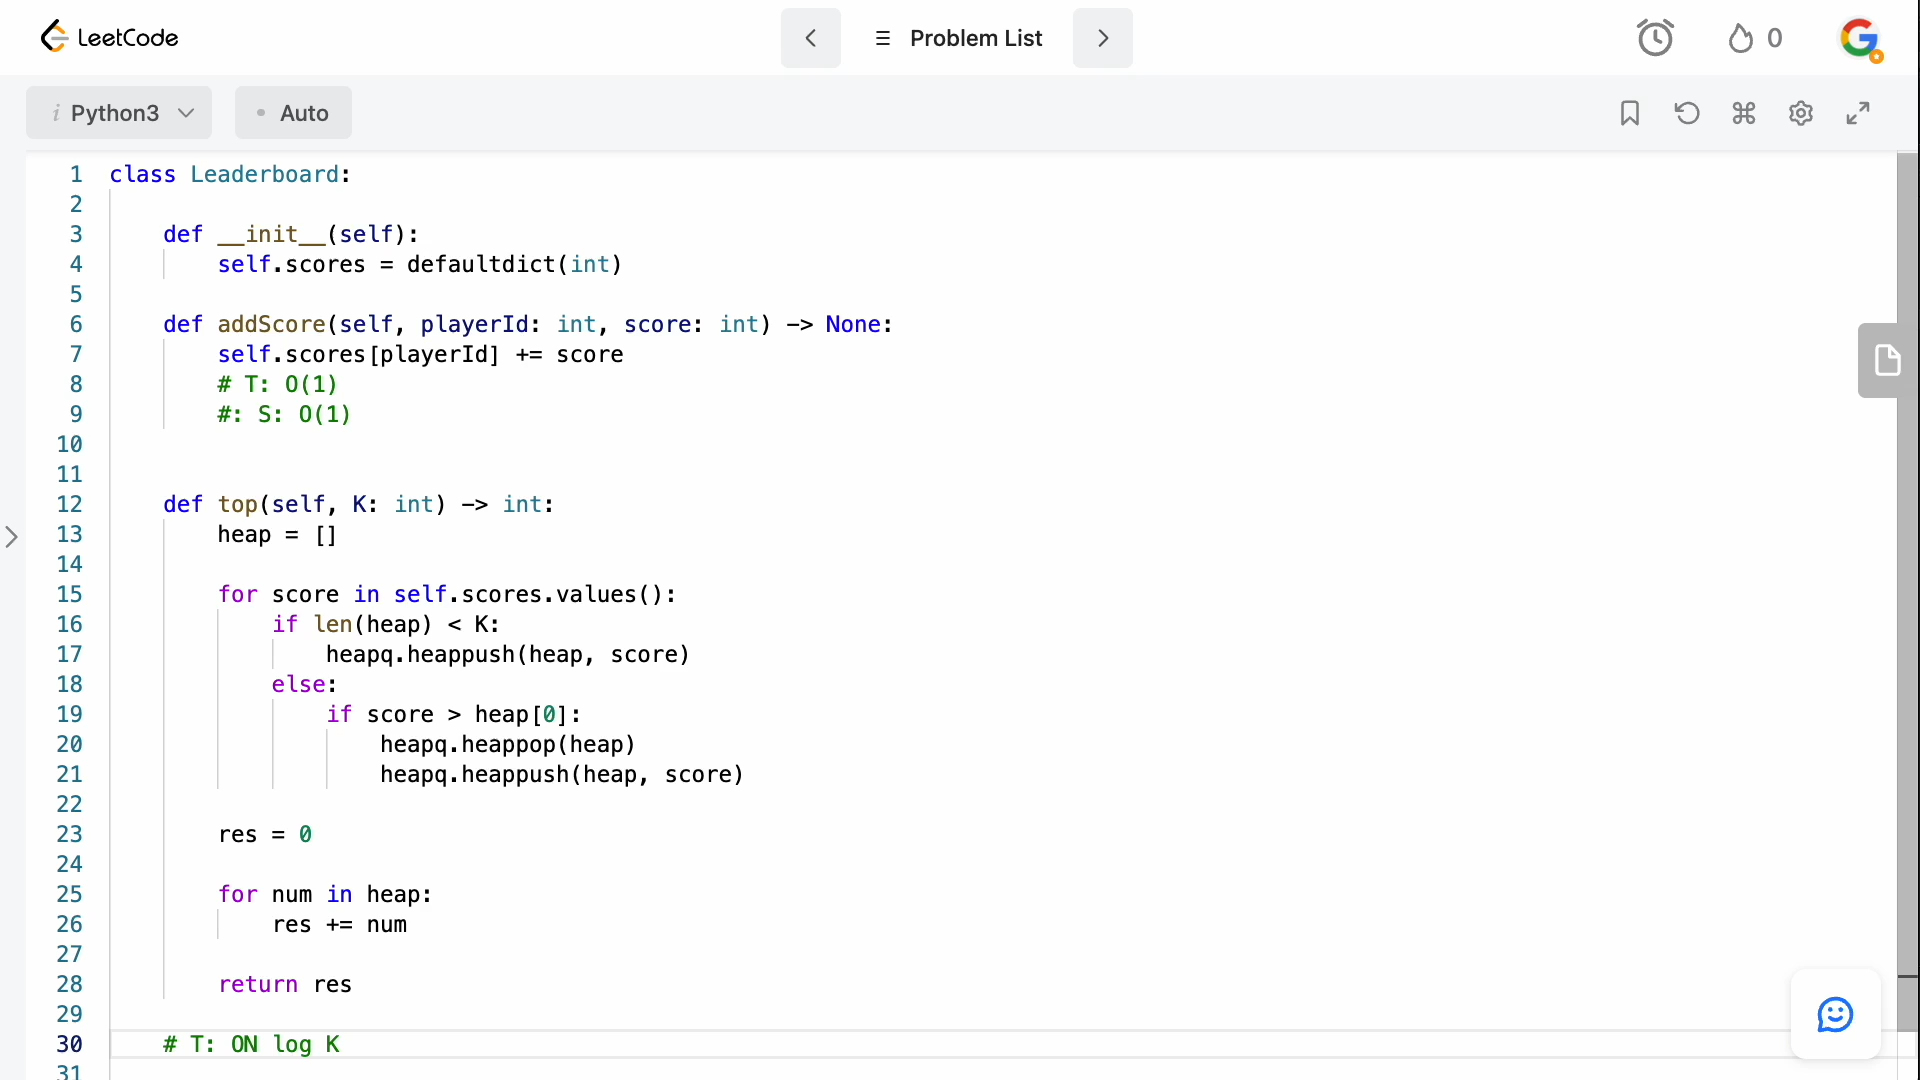 LeetCode
Problem List
0
i Python3
• Auto
1 class Leaderboard:
2
3 def __init__(self):
4 self.scores = defaultdict(int)
5
6 def addScore(self, playerId: int, score: int) -> None:
7 self.scores[playerId] += score
8 # T: O(1)
9 #: S: O(1)
10
11
12 def top(self, K: int) -> int:
13 heap = []
14
15 for score in self.scores.values():
16 if len(heap) < K:
17 heapq.heappush(heap, score)
18 else:
19 if score > heap[0]:
20 heapq.heappop(heap)
21 heapq.heappush(heap, score)
22
23 res = 0
24
25 for num in heap:
26 res += num
27
28 return res
29
30 # T: ON log K
31